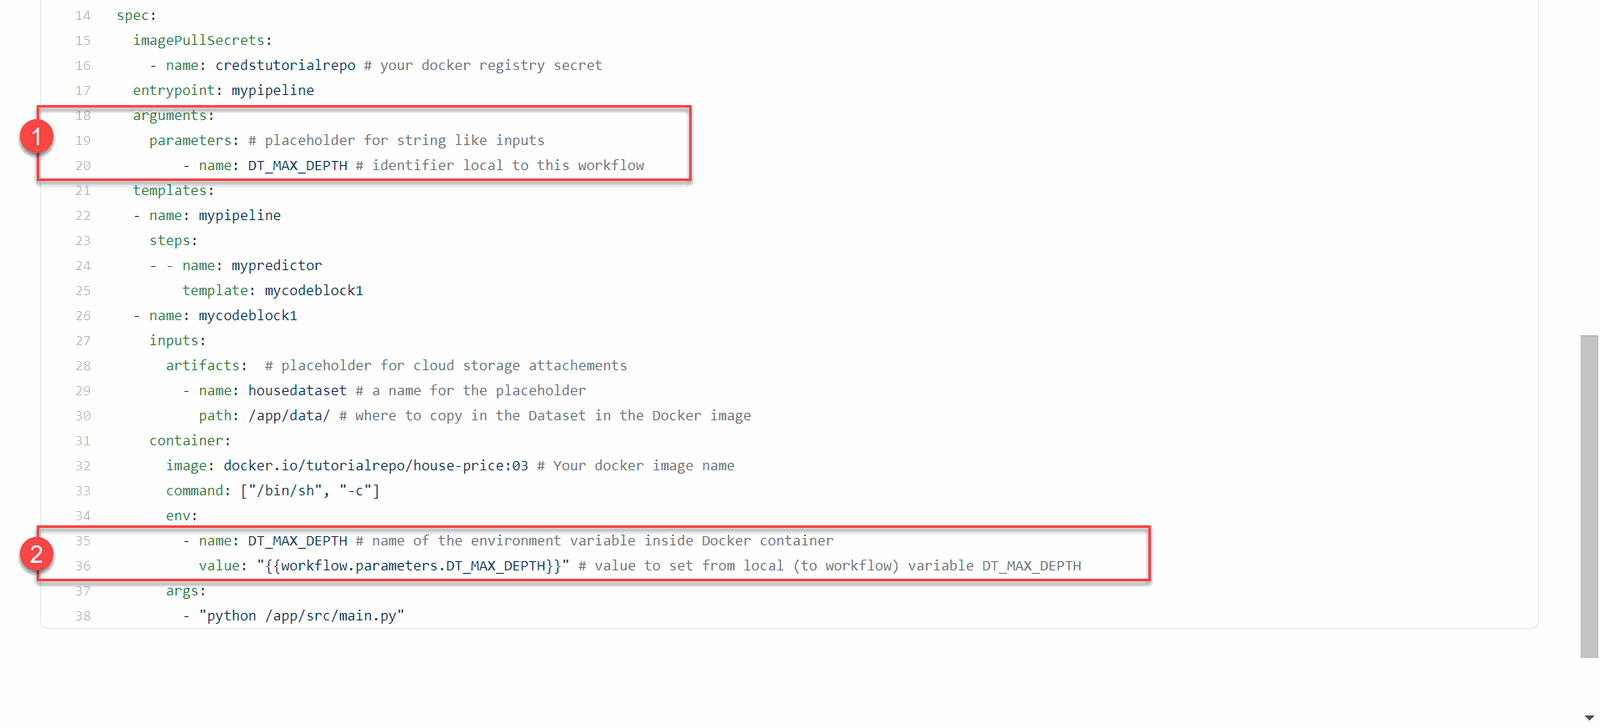 14 spec:
15 imagePullSecrets:
16 - name: credstutorialrepo # your docker registry secret
17 entrypoint: mypipeline
18 arguments:
1
19 parameters: # placeholder for string like inputs
20 - name: DT_MAX_DEPTH # identifier local to this workflow
21 templates:
22 - name: mypipeline
23 steps:
24 - - name: mypredictor
25 template: mycodeblock1
26 - name: mycodeblock1
27 inputs:
28 artifacts:  # placeholder for cloud storage attachements
29 - name: housedataset # a name for the placeholder
30 path: /app/data/ # where to copy in the Dataset in the Docker image
31 container:
32 image: docker.io/tutorialrepo/house-price:03 # Your docker image name
33 command: ["/bin/sh", "-c"]
34 env:
35 - name: DT_MAX_DEPTH # name of the environment variable inside Docker container
2
36 value: "{{workflow.parameters.DT_MAX_DEPTH}}" # value to set from local (to workflow) variable DT_MAX_DEPTH
37 args:
38 - "python /app/src/main.py"